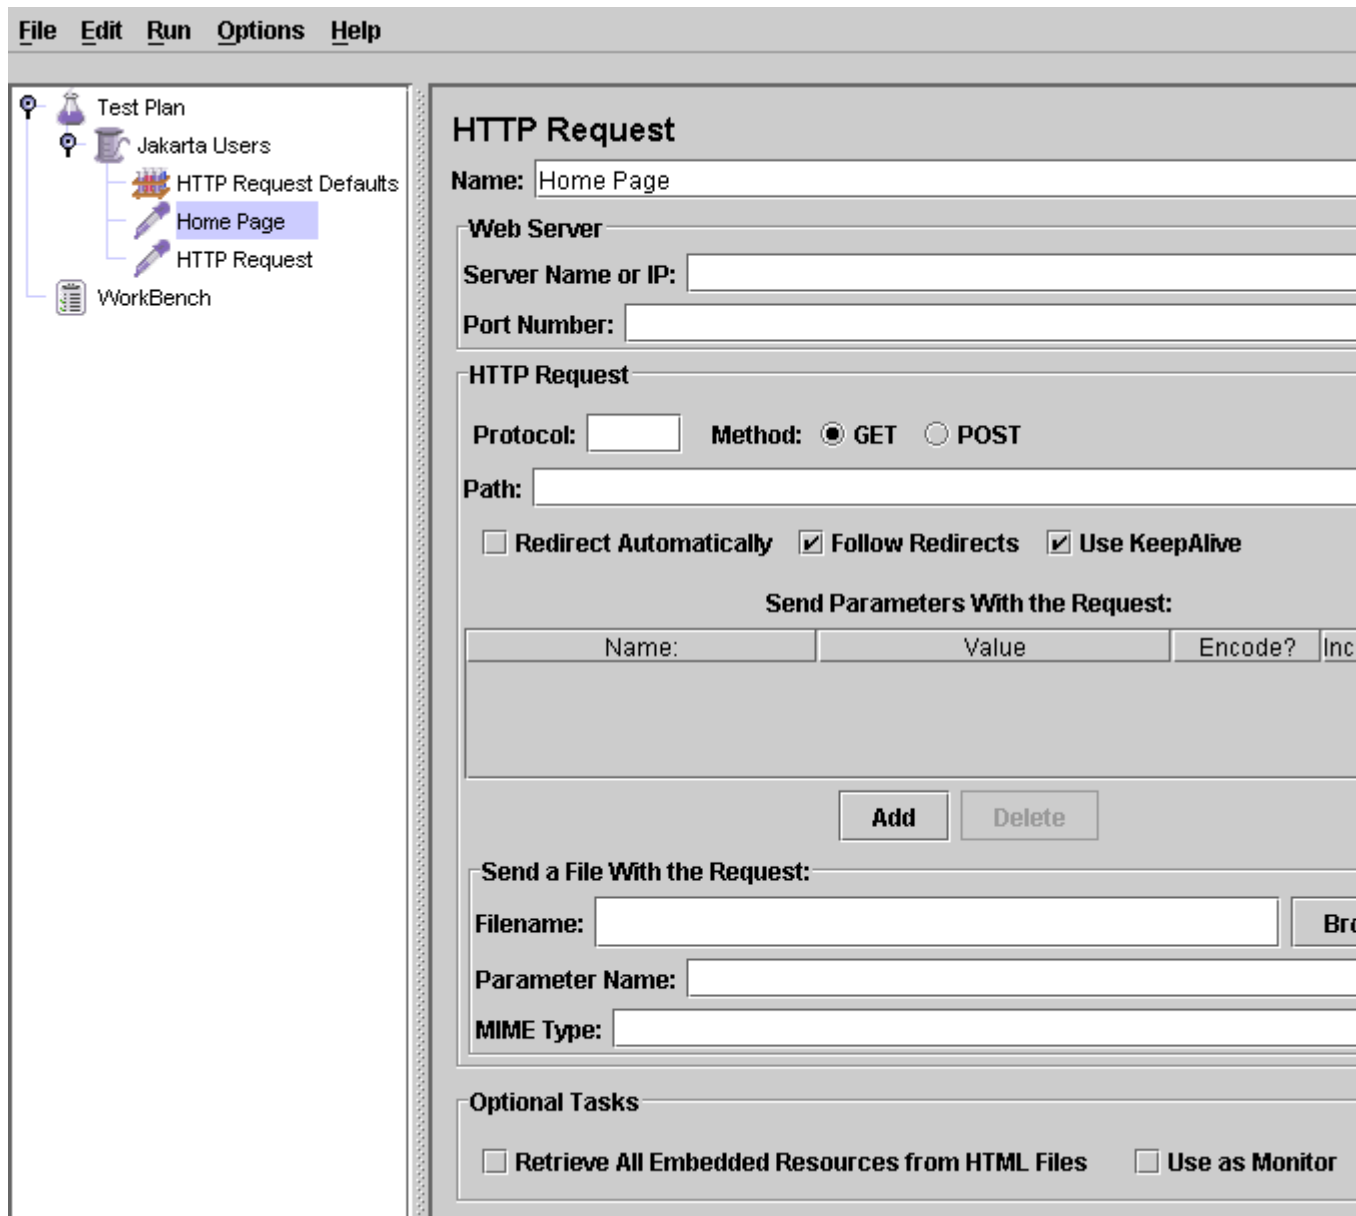 File Edit Run Options Help
Test Plan
Jakarta Users
HTTP Request Defaults
Home Page
HTTP Request
WorkBench
HTTP Request
Name: Home Page
Web Server
Server Name or IP:
Port Number:
HTTP Request
Protocol: Method: GET POST
Path:
Redirect Automatically Follow Redirects Use KeepAlive
Send Parameters With the Request:
Name: Value Encode? Inc
Add Delete
Send a File With the Request:
Filename: Bro
Parameter Name:
MIME Type:
Optional Tasks
Retrieve All Embedded Resources from HTML Files Use as Monitor